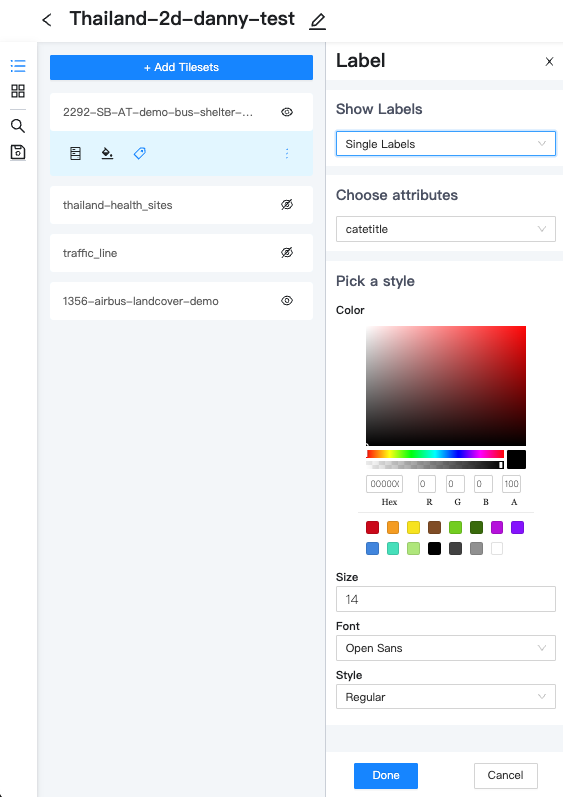 Thailand-2d-danny-test
+ Add Tilesets
2292-SB-AT-demo-bus-shelter-...
thailand-health_sites
traffic_line
1356-airbus-landcover-demo
Label
Show Labels
Single Labels
Choose attributes
catetitle
Pick a style
Color
000000 0 0 0 100
Hex R G B A
Size
14
Font
Open Sans
Style
Regular
Done
Cancel